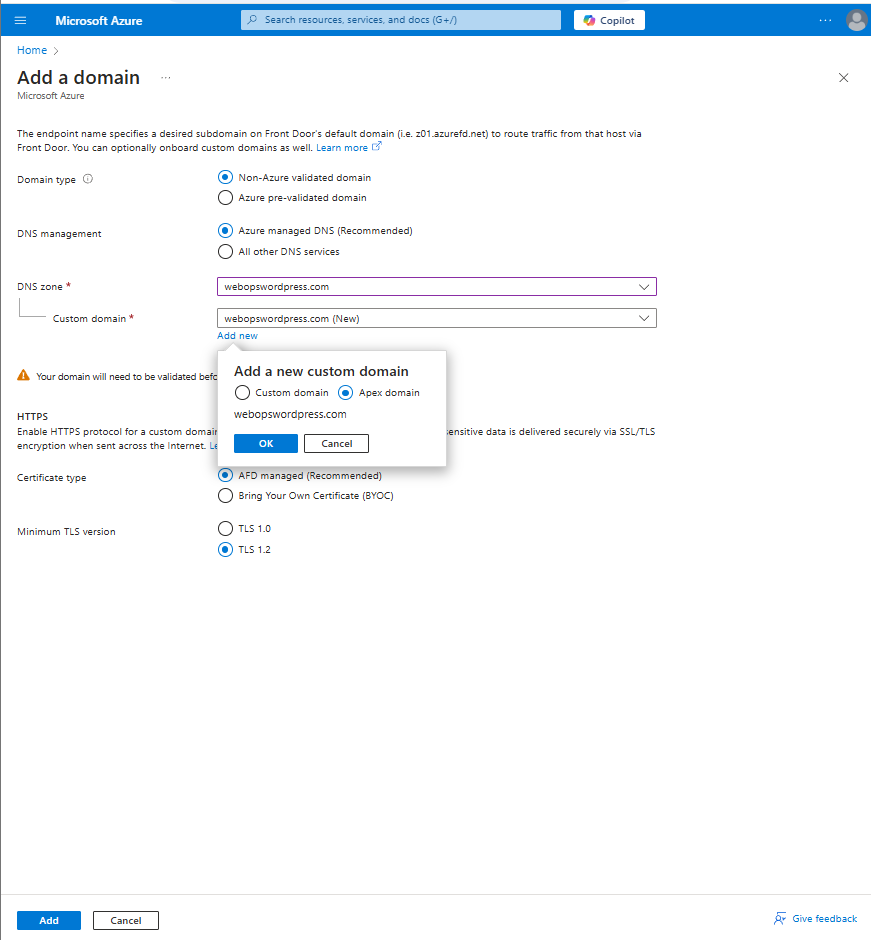 Microsoft Azure
Search resources, services, and docs (G+/)
Copilot
Home
Add a domain
Microsoft Azure
The endpoint name specifies a desired subdomain on Front Door's default domain (i.e. z01.azurefd.net) to route traffic from that host via
Front Door. You can optionally onboard custom domains as well. Learn more
Domain type
Non-Azure validated domain
Azure pre-validated domain
DNS management
Azure managed DNS (Recommended)
All other DNS services
DNS zone *
webopswordpress.com
Custom domain *
webopswordpress.com (New)
Add new
Add a new custom domain
Custom domain
Apex domain
webopswordpress.com
OK
Cancel
Your domain will need to be validated befo
HTTPS
Enable HTTPS protocol for a custom domain ensitive data is delivered securely via SSL/TLS
encryption when sent across the Internet. Le
Certificate type
AFD managed (Recommended)
Bring Your Own Certificate (BYOC)
Minimum TLS version
TLS 1.0
TLS 1.2
Add
Cancel
Give feedback